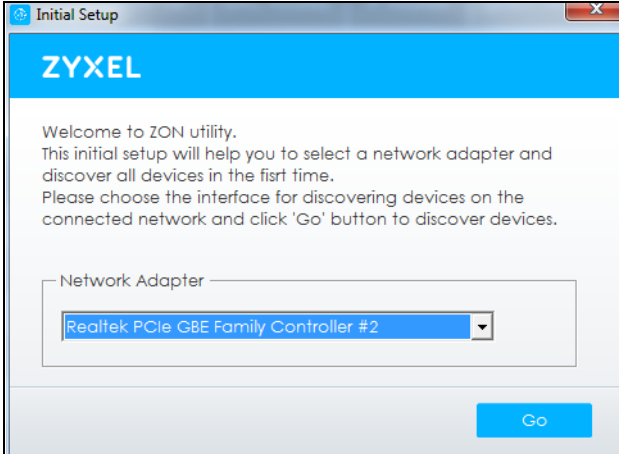 Initial Setup
ZYXEL
Welcome to ZON utility.
This initial setup will help you to select a network adapter and
discover all devices in the fisrt time.
Please choose the interface for discovering devices on the
connected network and click 'Go' button to discover devices.
Network Adapter
Realtek PCIe GBE Family Controller #2
Go